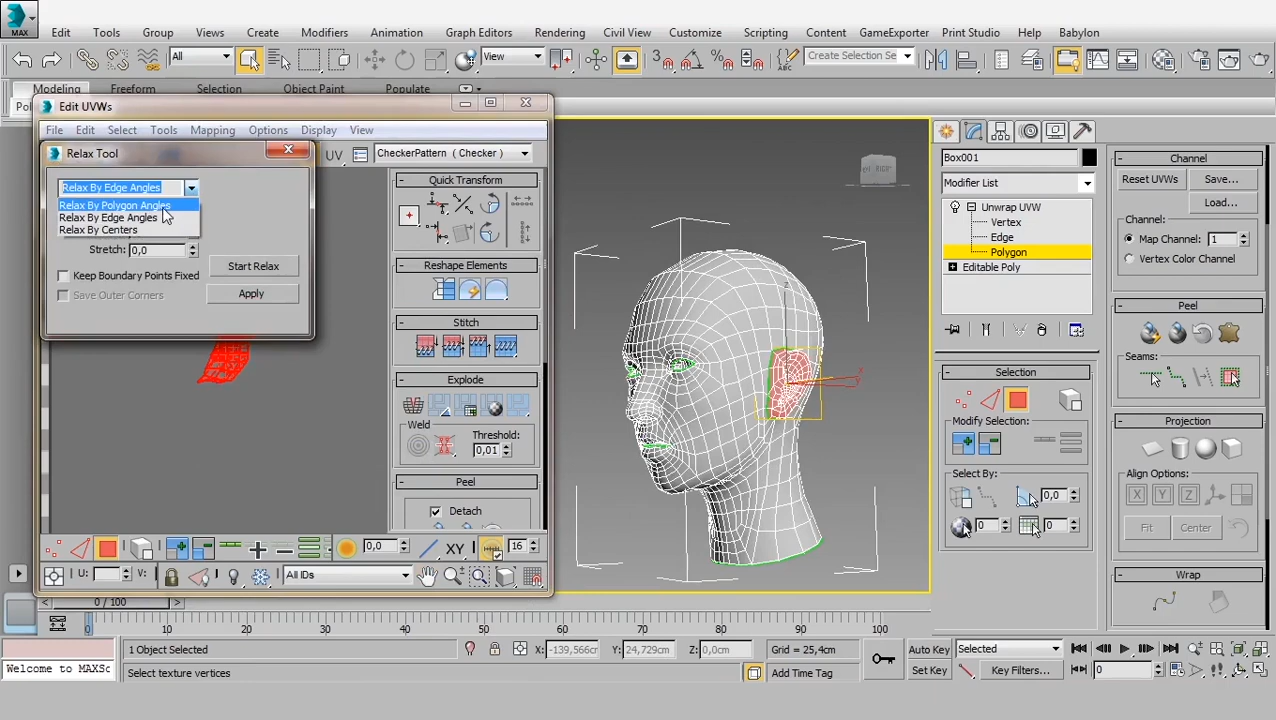 MAX
Edit Tools Group Views Create Modifiers Animation Graph Editors Rendering Civil View Customize Scripting Content GameExporter Print Studio Help Babylon
All View Create Selection Se
Modeling Freeform Selection Object Paint Populate
Edit UVWs
File Edit Select Tools Mapping Options Display View
Relax Tool
UV CheckerPattern ( Checker )
Relax By Edge Angles
Relax By Polygon Angles
Relax By Edge Angles
Relax By Centers
Stretch: 0,0
Keep Boundary Points Fixed
Start Relax
Save Outer Corners
Apply
Quick Transform
Reshape Elements
Stitch
Explode
Weld
Threshold:
0,01
Peel
Detach
0,0 XY 16
U: V: All IDs
Box001
Modifier List
Unwrap UVW
Vertex
Edge
Polygon
Editable Poly
Selection
Modify Selection:
Select By:
0,0
0 0
Channel
Reset UVWs Save...
Load...
Channel:
Map Channel: 1
Vertex Color Channel
Peel
Seams:
Projection
Align Options:
X Y Z
Fit Center
Wrap
0 / 100
0 10 20 30 40 50 60 70 80 90 100
1 Object Selected X: -139,566cm Y: 24,729cm Z: 0,0cm Grid = 25,4cm Auto Key Selected
Welcome to MAXSc Select texture vertices Add Time Tag Set Key Key Filters... 0